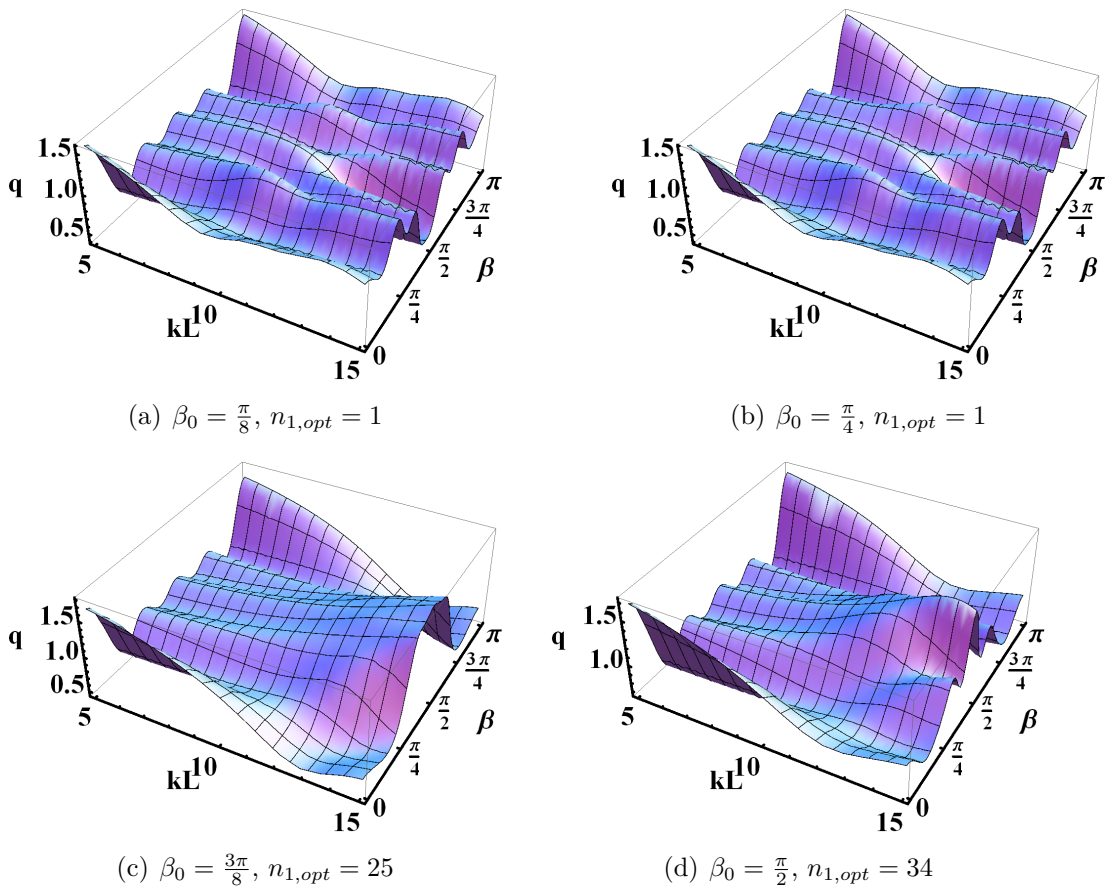 1.5
q 1.0
0.5
5
kL 10
15
0
π/4
π/2
β
3π/4
π
(a) β₀ = π/8, n₁,opt = 1
1.5
q 1.0
0.5
5
kL 10
15
0
π/4
π/2
β
3π/4
π
(b) β₀ = π/4, n₁,opt = 1
1.5
q 1.0
0.5
5
kL 10
15
0
π/4
π/2
β
3π/4
π
(c) β₀ = 3π/8, n₁,opt = 25
1.5
q 1.0
5
kL 10
15
0
π/4
π/2
β
3π/4
π
(d) β₀ = π/2, n₁,opt = 34